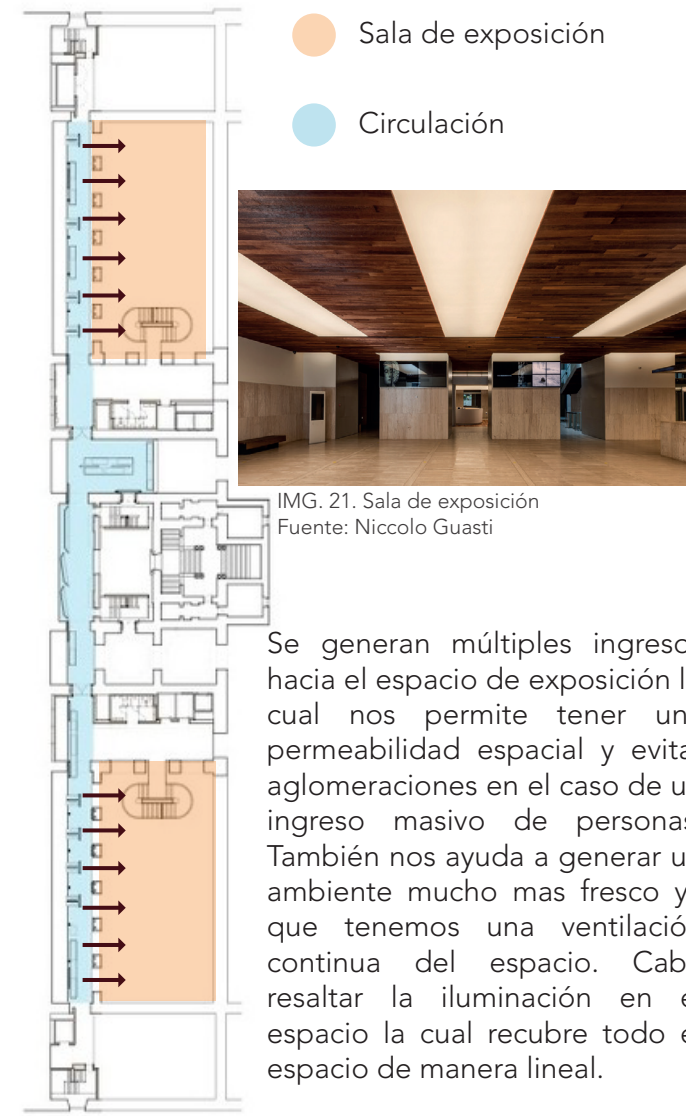 Sala de exposición
Circulación
IMG. 21. Sala de exposición
Fuente: Niccolo Guasti
Se generan múltiples ingreso
hacia el espacio de exposición l
cual nos permite tener un
permeabilidad espacial y evita
aglomeraciones en el caso de u
ingreso masivo de personas
También nos ayuda a generar u
ambiente mucho mas fresco y
que tenemos una ventilació
continua del espacio. Cab
resaltar la iluminación en e
espacio la cual recubre todo e
espacio de manera lineal.